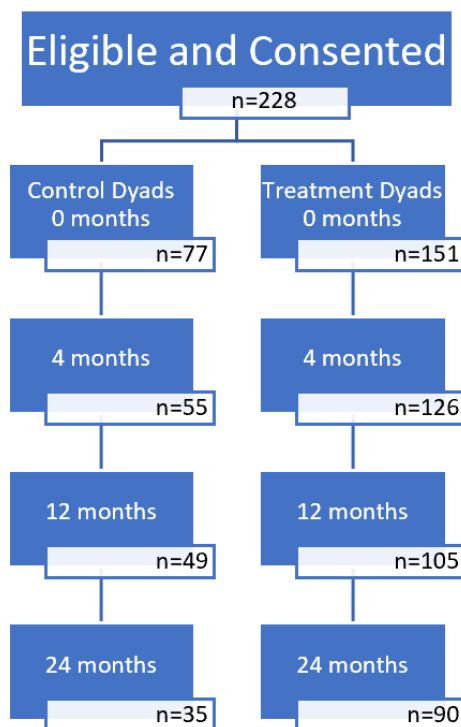 Eligible and Consented
n=228
Control Dyads
0 months
n=77
Treatment Dyads
0 months
n=151
4 months
n=55
4 months
n=126
12 months
n=49
12 months
n=105
24 months
n=35
24 months
n=90